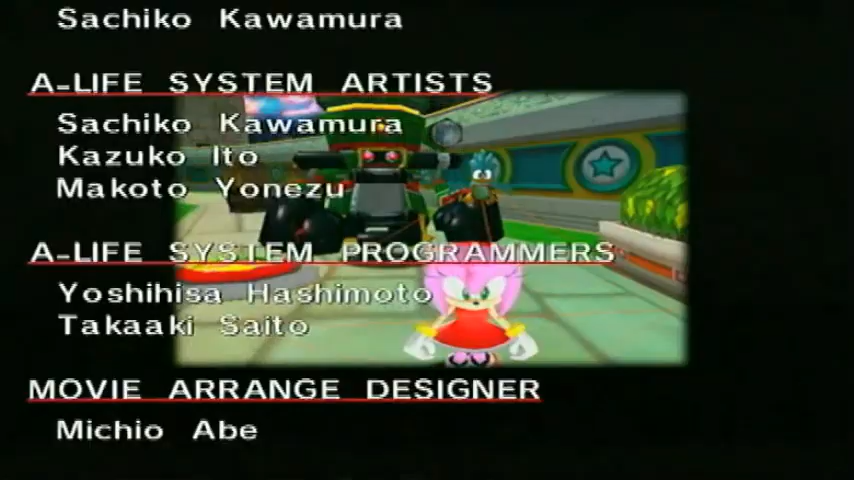 Sachiko Kawamura
A-LIFE SYSTEM ARTISTS
Sachiko Kawamura
Kazuko Ito
Makoto Yonezu
A-LIFE SYSTEM PROGRAMMERS
Yoshihisa Hashimoto
Takaaki Saito
MOVIE ARRANGE DESIGNER
Michio Abe